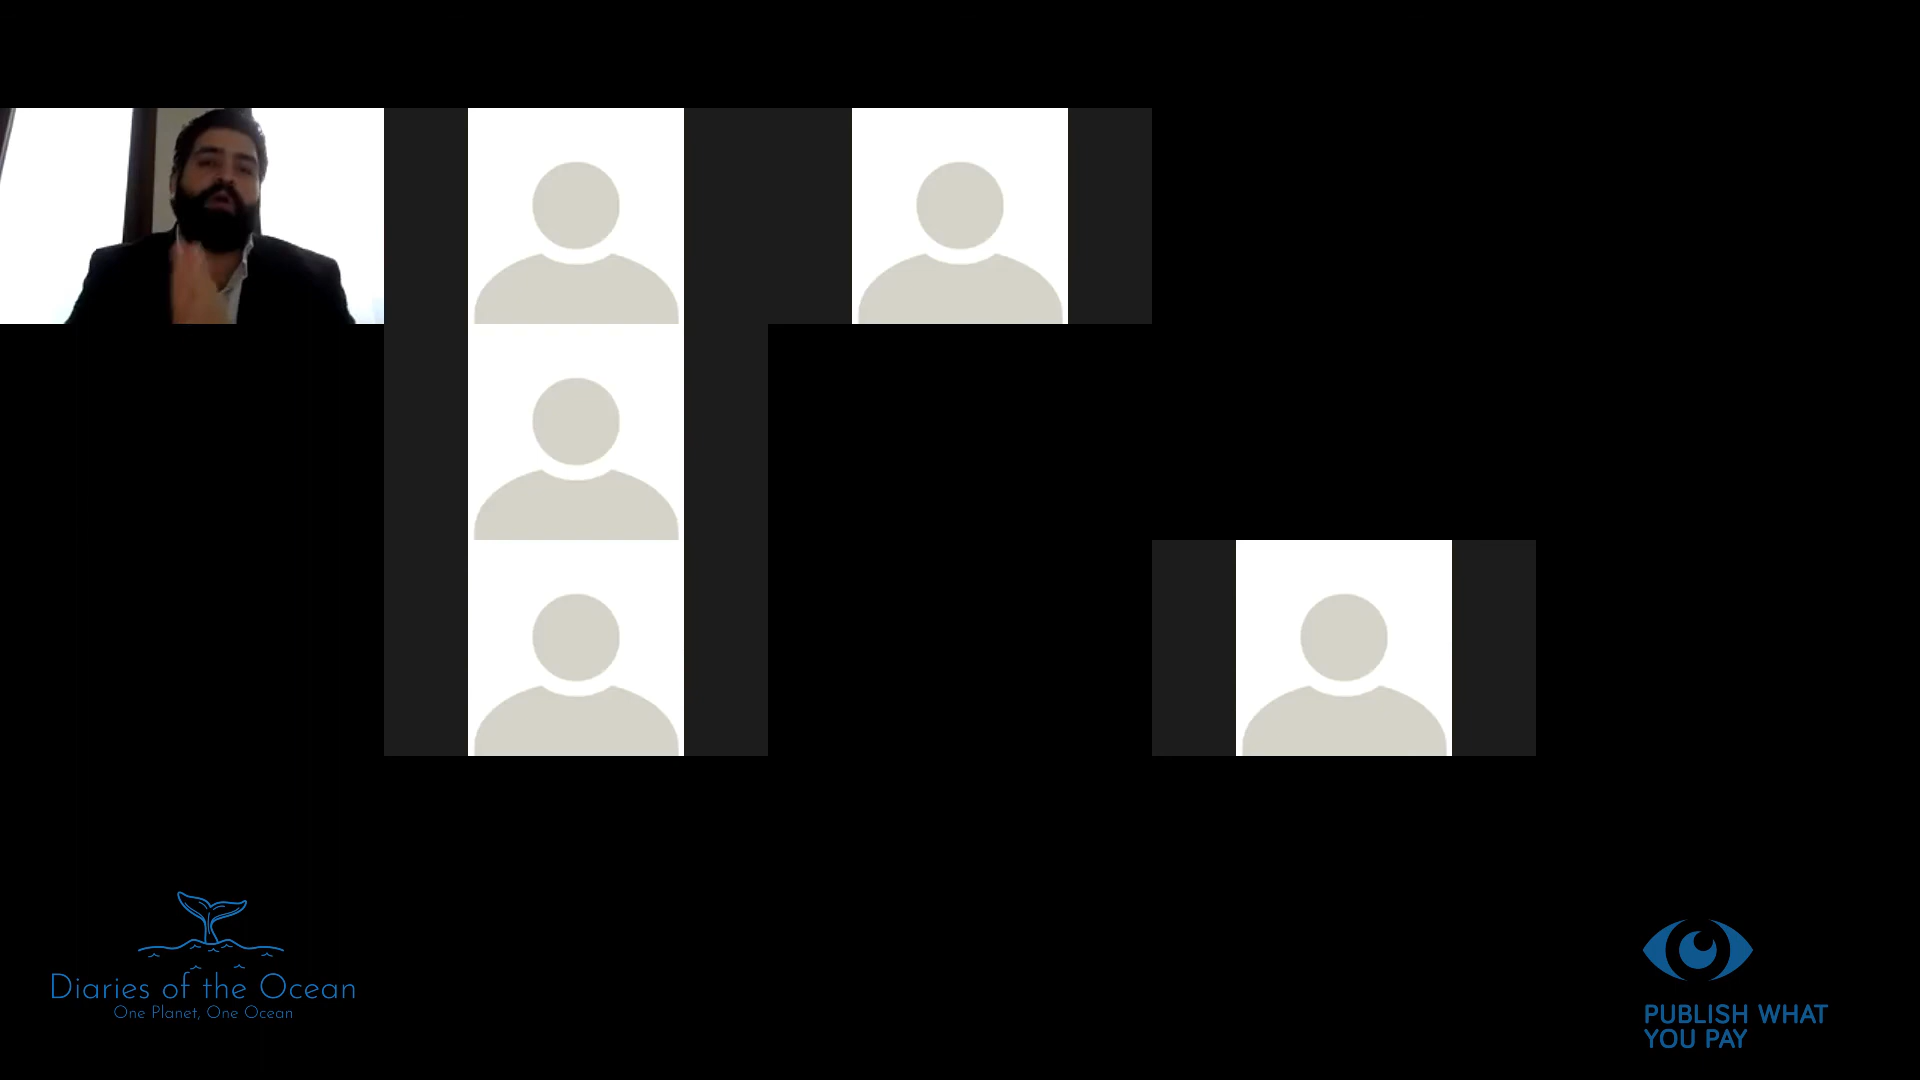 Diaries of the Ocean
One Planet, One Ocean
PUBLISH WHAT
YOU PAY